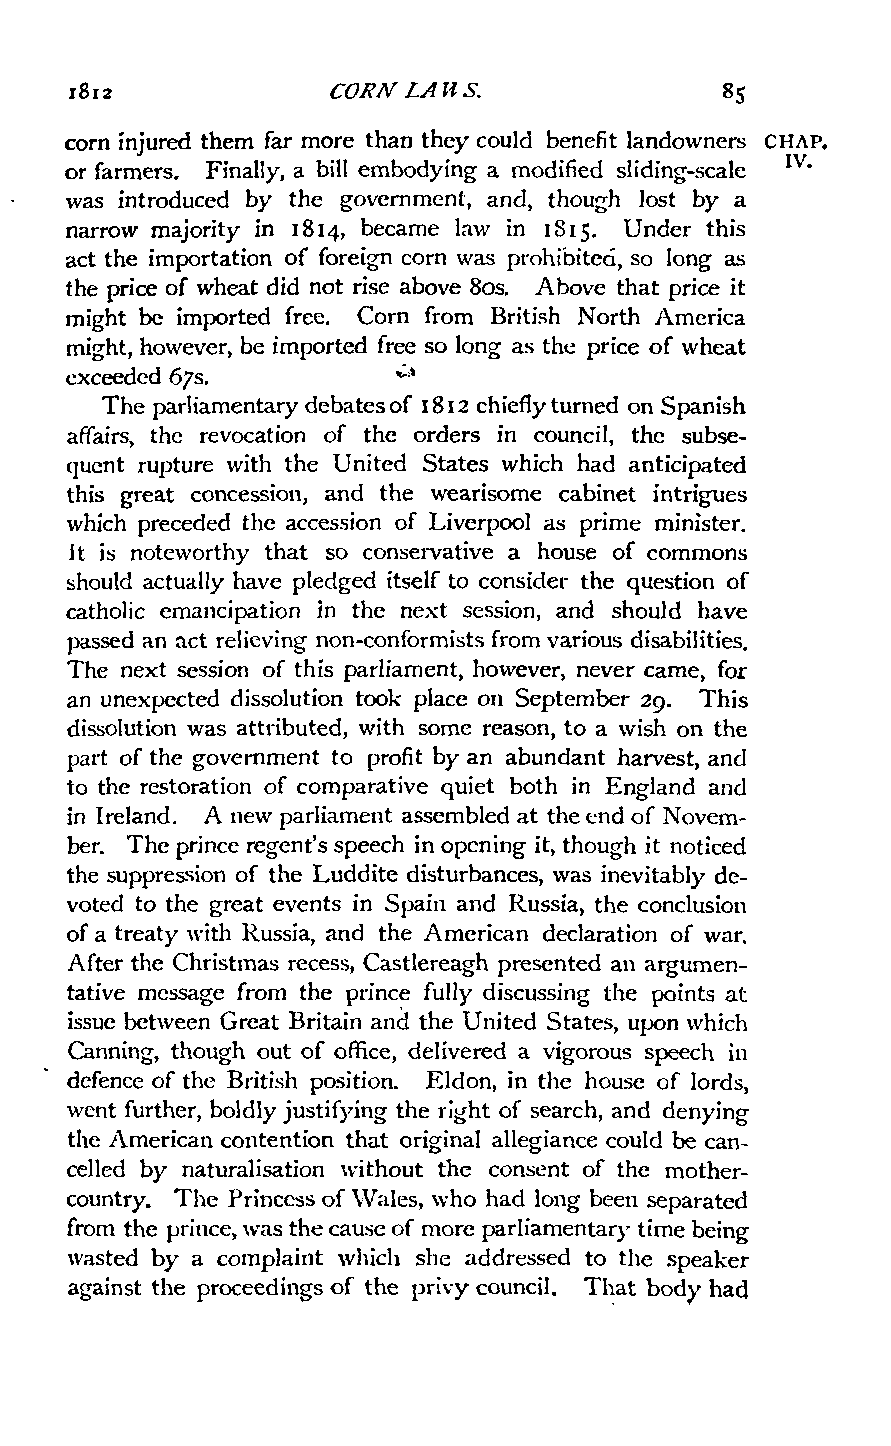 1812 CORN LAWS. 85
corn injured them far more than they could benefit landowners CHAP.
or farmers. Finally, a bill embodying a modified sliding-scale IV.
was introduced by the government, and, though lost by a
narrow majority in 1814, became law in 1815. Under this
act the importation of foreign corn was prohibited, so long as
the price of wheat did not rise above 80s. Above that price it
might be imported free. Corn from British North America
might, however, be imported free so long as the price of wheat
exceeded 67s.
The parliamentary debates of 1812 chiefly turned on Spanish
affairs, the revocation of the orders in council, the subse-
quent rupture with the United States which had anticipated
this great concession, and the wearisome cabinet intrigues
which preceded the accession of Liverpool as prime minister.
It is noteworthy that so conservative a house of commons
should actually have pledged itself to consider the question of
catholic emancipation in the next session, and should have
passed an act relieving non-conformists from various disabilities.
The next session of this parliament, however, never came, for
an unexpected dissolution took place on September 29. This
dissolution was attributed, with some reason, to a wish on the
part of the government to profit by an abundant harvest, and
to the restoration of comparative quiet both in England and
in Ireland. A new parliament assembled at the end of Novem-
ber. The prince regent's speech in opening it, though it noticed
the suppression of the Luddite disturbances, was inevitably de-
voted to the great events in Spain and Russia, the conclusion
of a treaty with Russia, and the American declaration of war.
After the Christmas recess, Castlereagh presented an argumen-
tative message from the prince fully discussing the points at
issue between Great Britain and the United States, upon which
Canning, though out of office, delivered a vigorous speech in
defence of the British position. Eldon, in the house of lords,
went further, boldly justifying the right of search, and denying
the American contention that original allegiance could be can-
celled by naturalisation without the consent of the mother-
country. The Princess of Wales, who had long been separated
from the prince, was the cause of more parliamentary time being
wasted by a complaint which she addressed to the speaker
against the proceedings of the privy council. That body had